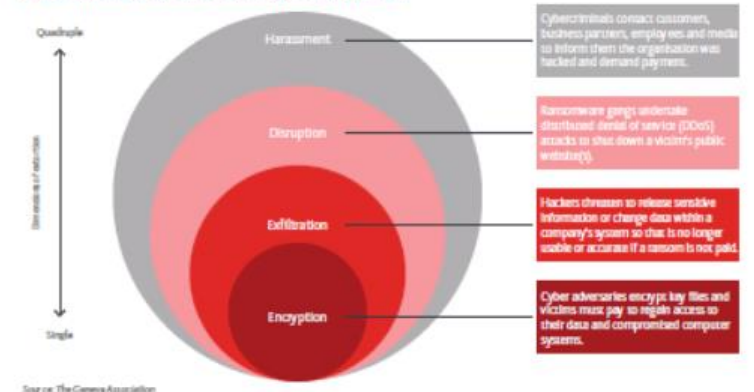 Quadruple
Harassment
Cybercriminals contact customers,
business partners, employees and media
to inform them the organisation was
hacked and demand payment.
Disruption
Ransomware gangs undertake
distributed denial of service (DDoS)
attacks to shut down a victim's public
website(s).
Dimensions of extortion
Exfiltration
Hackers threaten to release sensitive
information or change data within a
company's system so that is no longer
usable or accurate if a ransom is not paid.
Encryption
Cyber adversaries encrypt key files and
victims must pay to regain access to
their data and compromised computer
systems.
Single
Source: The Geneva Association